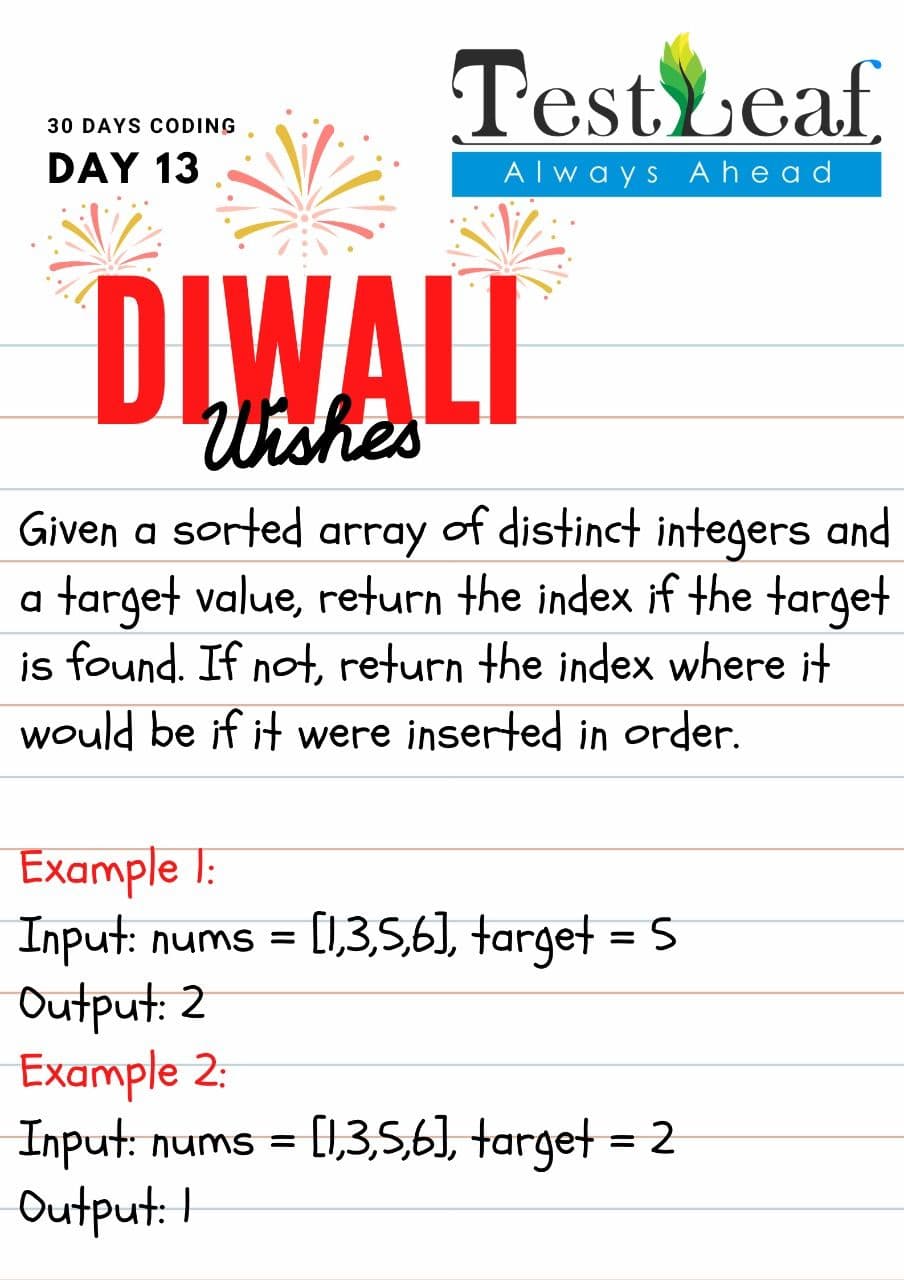 30 DAYS CODING
DAY 13
TestLeaf
Always Ahead
DIWALI
Wishes
Given a sorted array of distinct integers and
a target value, return the index if the target
is found. If not, return the index where it
would be if it were inserted in order.
Example 1:
Input: nums = [1,3,5,6], target = 5
Output: 2
Example 2:
Input: nums = [1,3,5,6], target = 2
Output: 1